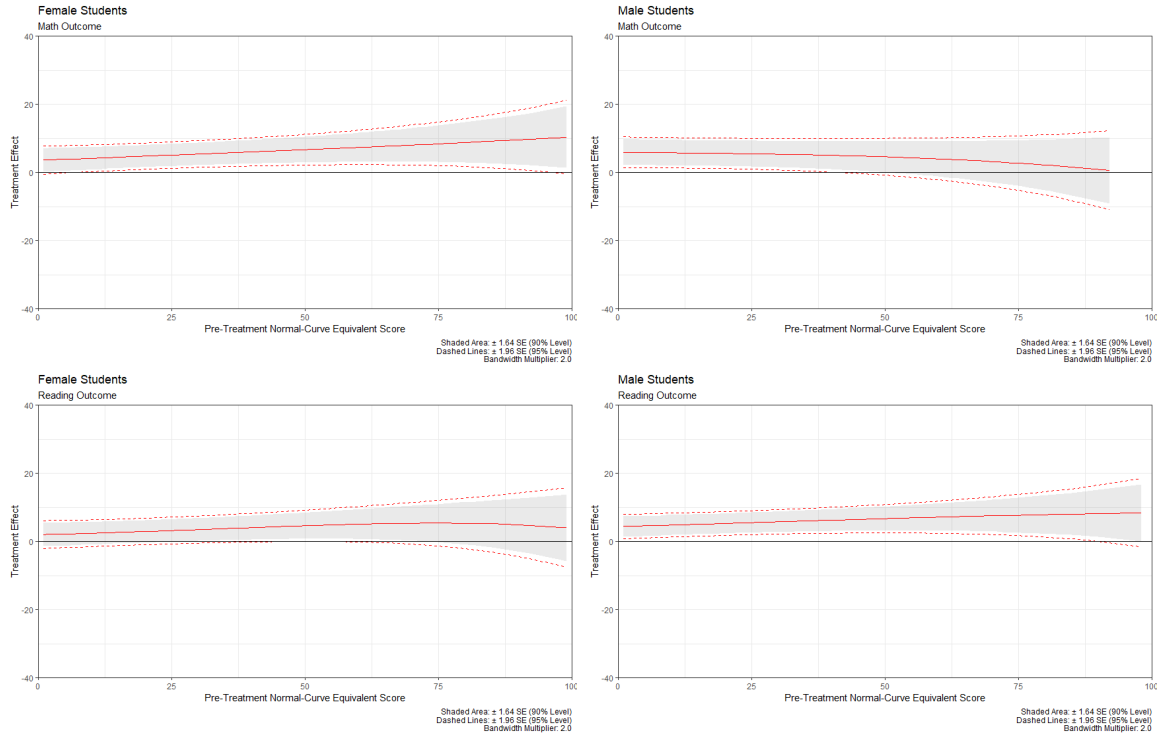 Female Students
Math Outcome
40
20
0
-20
-40
Treatment Effect
0
25
50
75
100
Pre-Treatment Normal-Curve Equivalent Score
Shaded Area: ± 1.64 SE (90% Level)
Dashed Lines: ± 1.96 SE (95% Level)
Bandwidth Multiplier: 2.0
Male Students
Math Outcome
40
20
0
-20
-40
Treatment Effect
0
25
50
75
100
Pre-Treatment Normal-Curve Equivalent Score
Shaded Area: ± 1.64 SE (90% Level)
Dashed Lines: ± 1.96 SE (95% Level)
Bandwidth Multiplier: 2.0
Female Students
Reading Outcome
40
20
0
-20
-40
Treatment Effect
0
25
50
75
100
Pre-Treatment Normal-Curve Equivalent Score
Shaded Area: ± 1.64 SE (90% Level)
Dashed Lines: ± 1.96 SE (95% Level)
Bandwidth Multiplier: 2.0
Male Students
Reading Outcome
40
20
0
-20
-40
Treatment Effect
0
25
50
75
100
Pre-Treatment Normal-Curve Equivalent Score
Shaded Area: ± 1.64 SE (90% Level)
Dashed Lines: ± 1.96 SE (95% Level)
Bandwidth Multiplier: 2.0